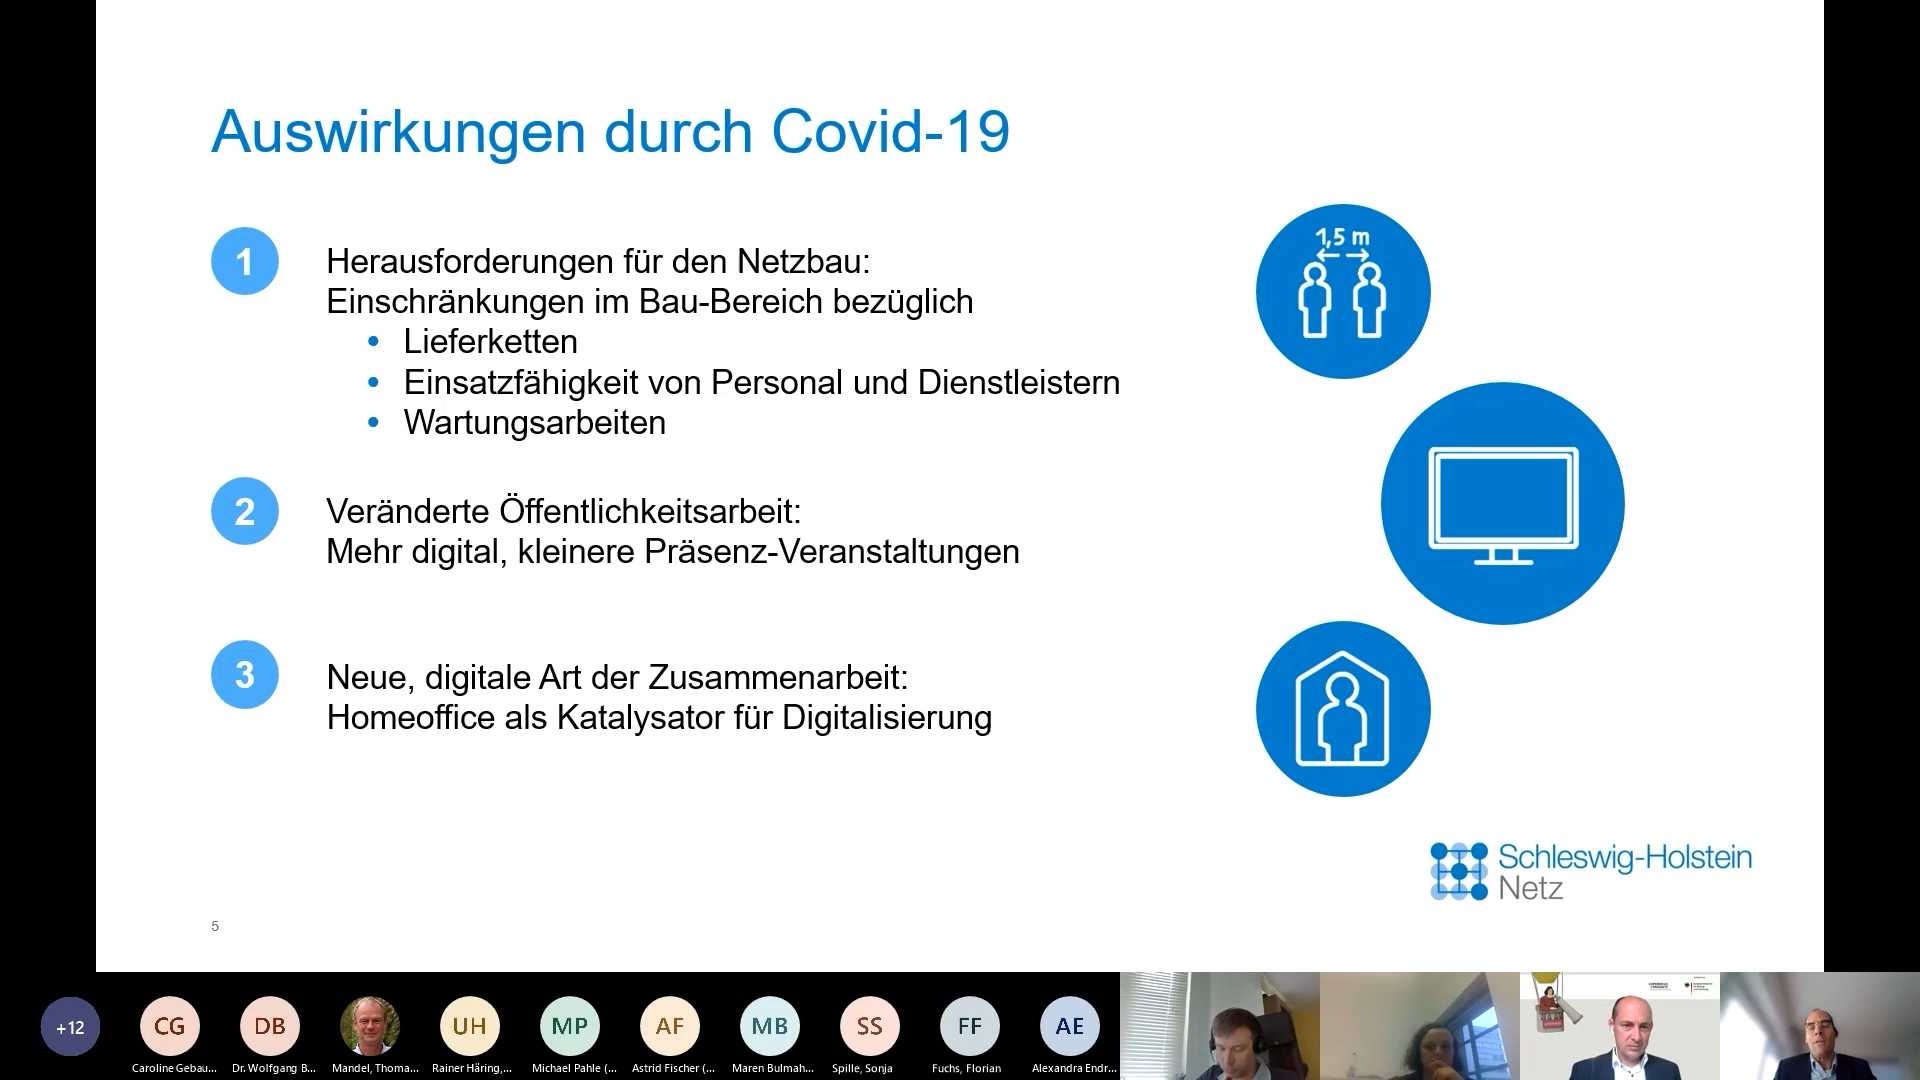 Auswirkungen durch Covid-19
1
Herausforderungen für den Netzbau:
Einschränkungen im Bau-Bereich bezüglich
• Lieferketten
• Einsatzfähigkeit von Personal und Dienstleistern
• Wartungsarbeiten
2
Veränderte Öffentlichkeitsarbeit:
Mehr digital, kleinere Präsenz-Veranstaltungen
3
Neue, digitale Art der Zusammenarbeit:
Homeoffice als Katalysator für Digitalisierung
1,5 m
Schleswig-Holstein
Netz
5
+12
CG
DB
UH
MP
AF
MB
SS
FF
AE
Caroline Gebau...
Dr. Wolfgang B...
Mandel, Thoma...
Rainer Häring,...
Michael Pahle (...
Astrid Fischer (...
Maren Bulmah...
Spille, Sonja
Fuchs, Florian
Alexandra Endr...